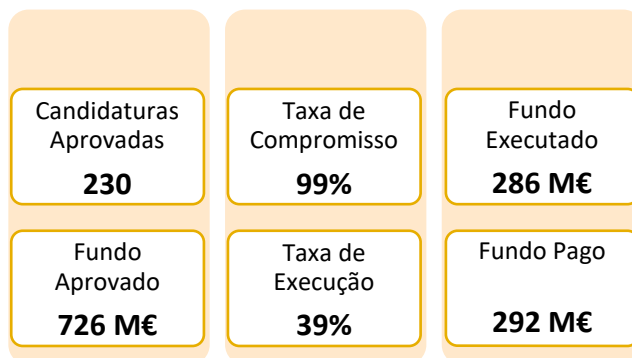 Candidaturas
Aprovadas
230
Taxa de
Compromisso
99%
Fundo
Executado
286 M€
Fundo
Aprovado
726 M€
Taxa de
Execução
39%
Fundo Pago
292 M€